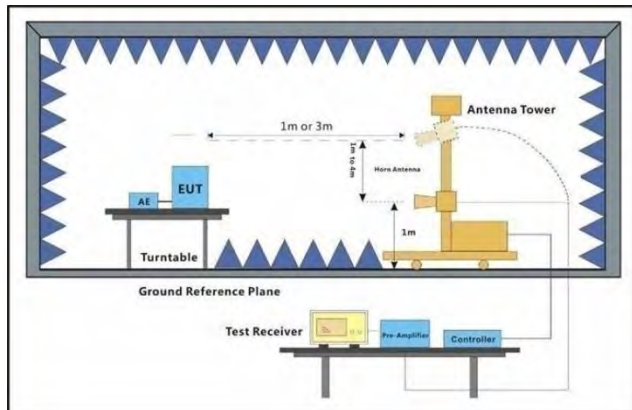 1m or 3m
Antenna Tower
1m to 4m
Horn Antenna
EUT
AE
1m
Turntable
Ground Reference Plane
Test Receiver
Pre-Amplifier
Controller